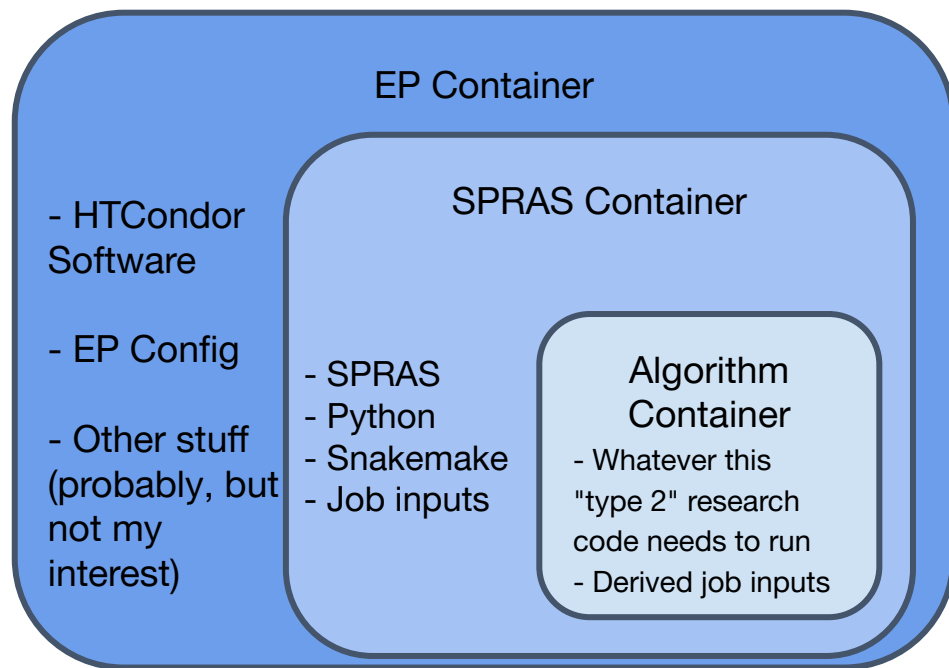 EP Container
- HTCondor
Software
- EP Config
- Other stuff
(probably, but
not my
interest)
SPRAS Container
- SPRAS
- Python
- Snakemake
- Job inputs
Algorithm
Container
- Whatever this
"type 2" research
code needs to run
- Derived job inputs